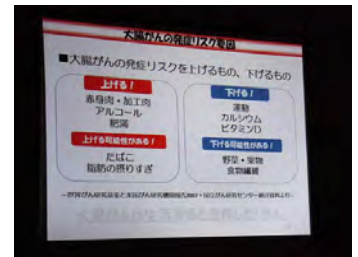 大腸がんの発症リスク要因
■大腸がんの発症リスクを上げるもの、下げるもの
上げる！
赤身肉・加工肉
アルコール
肥満
上げる可能性がある！
たばこ
脂肪の摂りすぎ
下げる！
運動
カルシウム
ビタミンD
下げる可能性がある！
野菜・果物
食物繊維